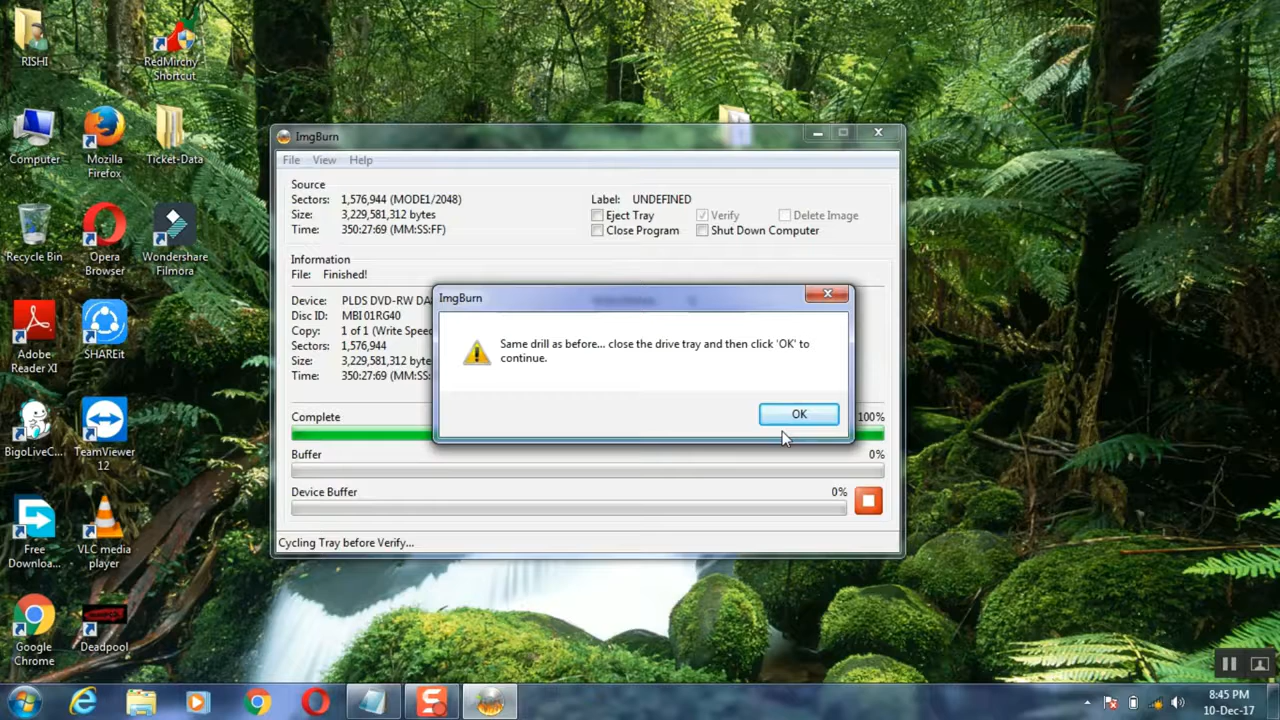 RISHI
RedMirchy - Shortcut
Computer
Mozilla Firefox
Ticket-Data
Recycle Bin
Opera Browser
Wondershare Filmora
Adobe Reader XI
SHAREit
BigoLiveC...
TeamViewer 12
Free Downloa...
VLC media player
Google Chrome
Deadpool
ImgBurn
File View Help
Source
Sectors: 1,576,944 (MODE1/2048)
Size: 3,229,581,312 bytes
Time: 350:27:69 (MM:SS:FF)
Label: UNDEFINED
Eject Tray Verify Delete Image
Close Program Shut Down Computer
Information
File: Finished!
Device: PLDS DVD-RW DA
Disc ID: MBI 01RG40
Copy: 1 of 1 (Write Speed
Sectors: 1,576,944
Size: 3,229,581,312 bytes
Time: 350:27:69 (MM:SS:
ImgBurn
Same drill as before... close the drive tray and then click 'OK' to
continue.
OK
Complete 100%
Buffer 0%
Device Buffer 0%
Cycling Tray before Verify...
8:45 PM
10-Dec-17